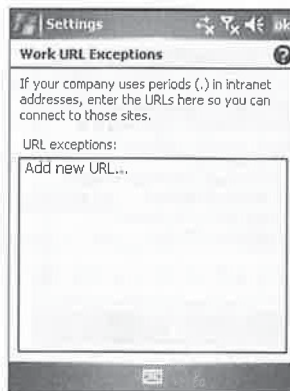 Settings
ok
Work URL Exceptions
If your company uses periods (.) in intranet
addresses, enter the URLs here so you can
connect to those sites.
URL exceptions:
Add new URL...